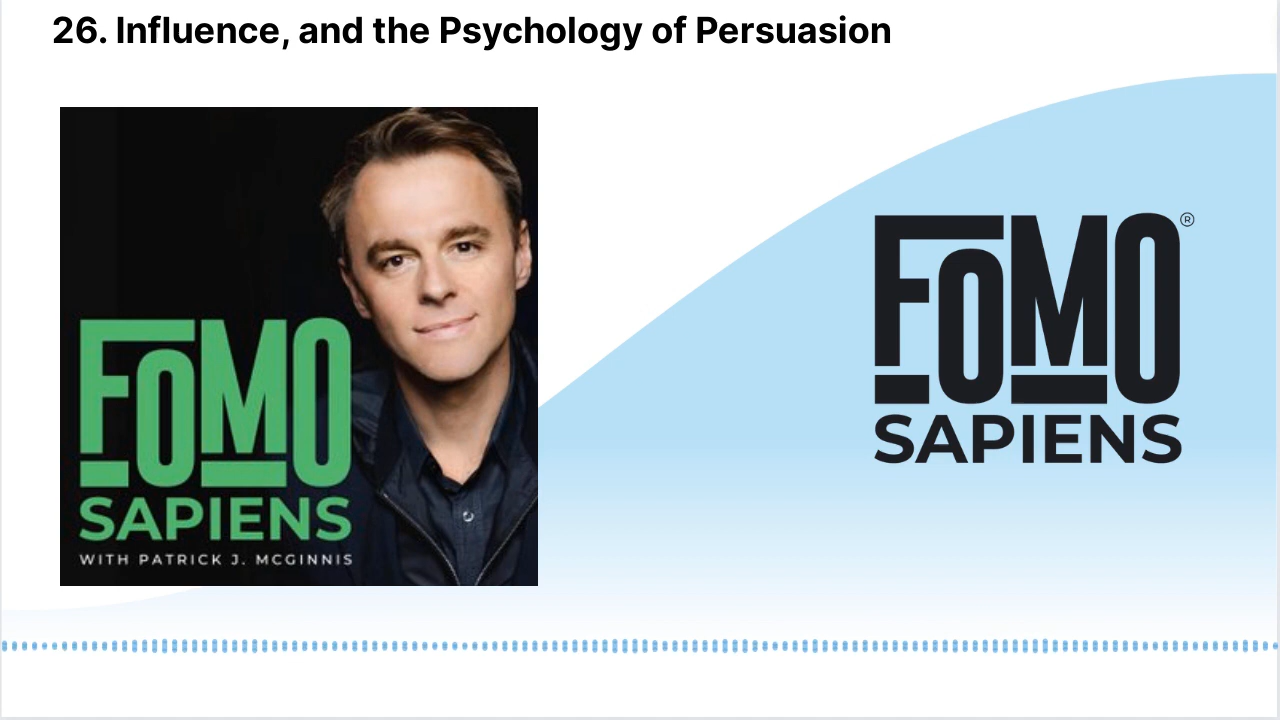 26. Influence, and the Psychology of Persuasion
FOMO
SAPIENS
WITH PATRICK J. MCGINNIS
FOMO®
SAPIENS